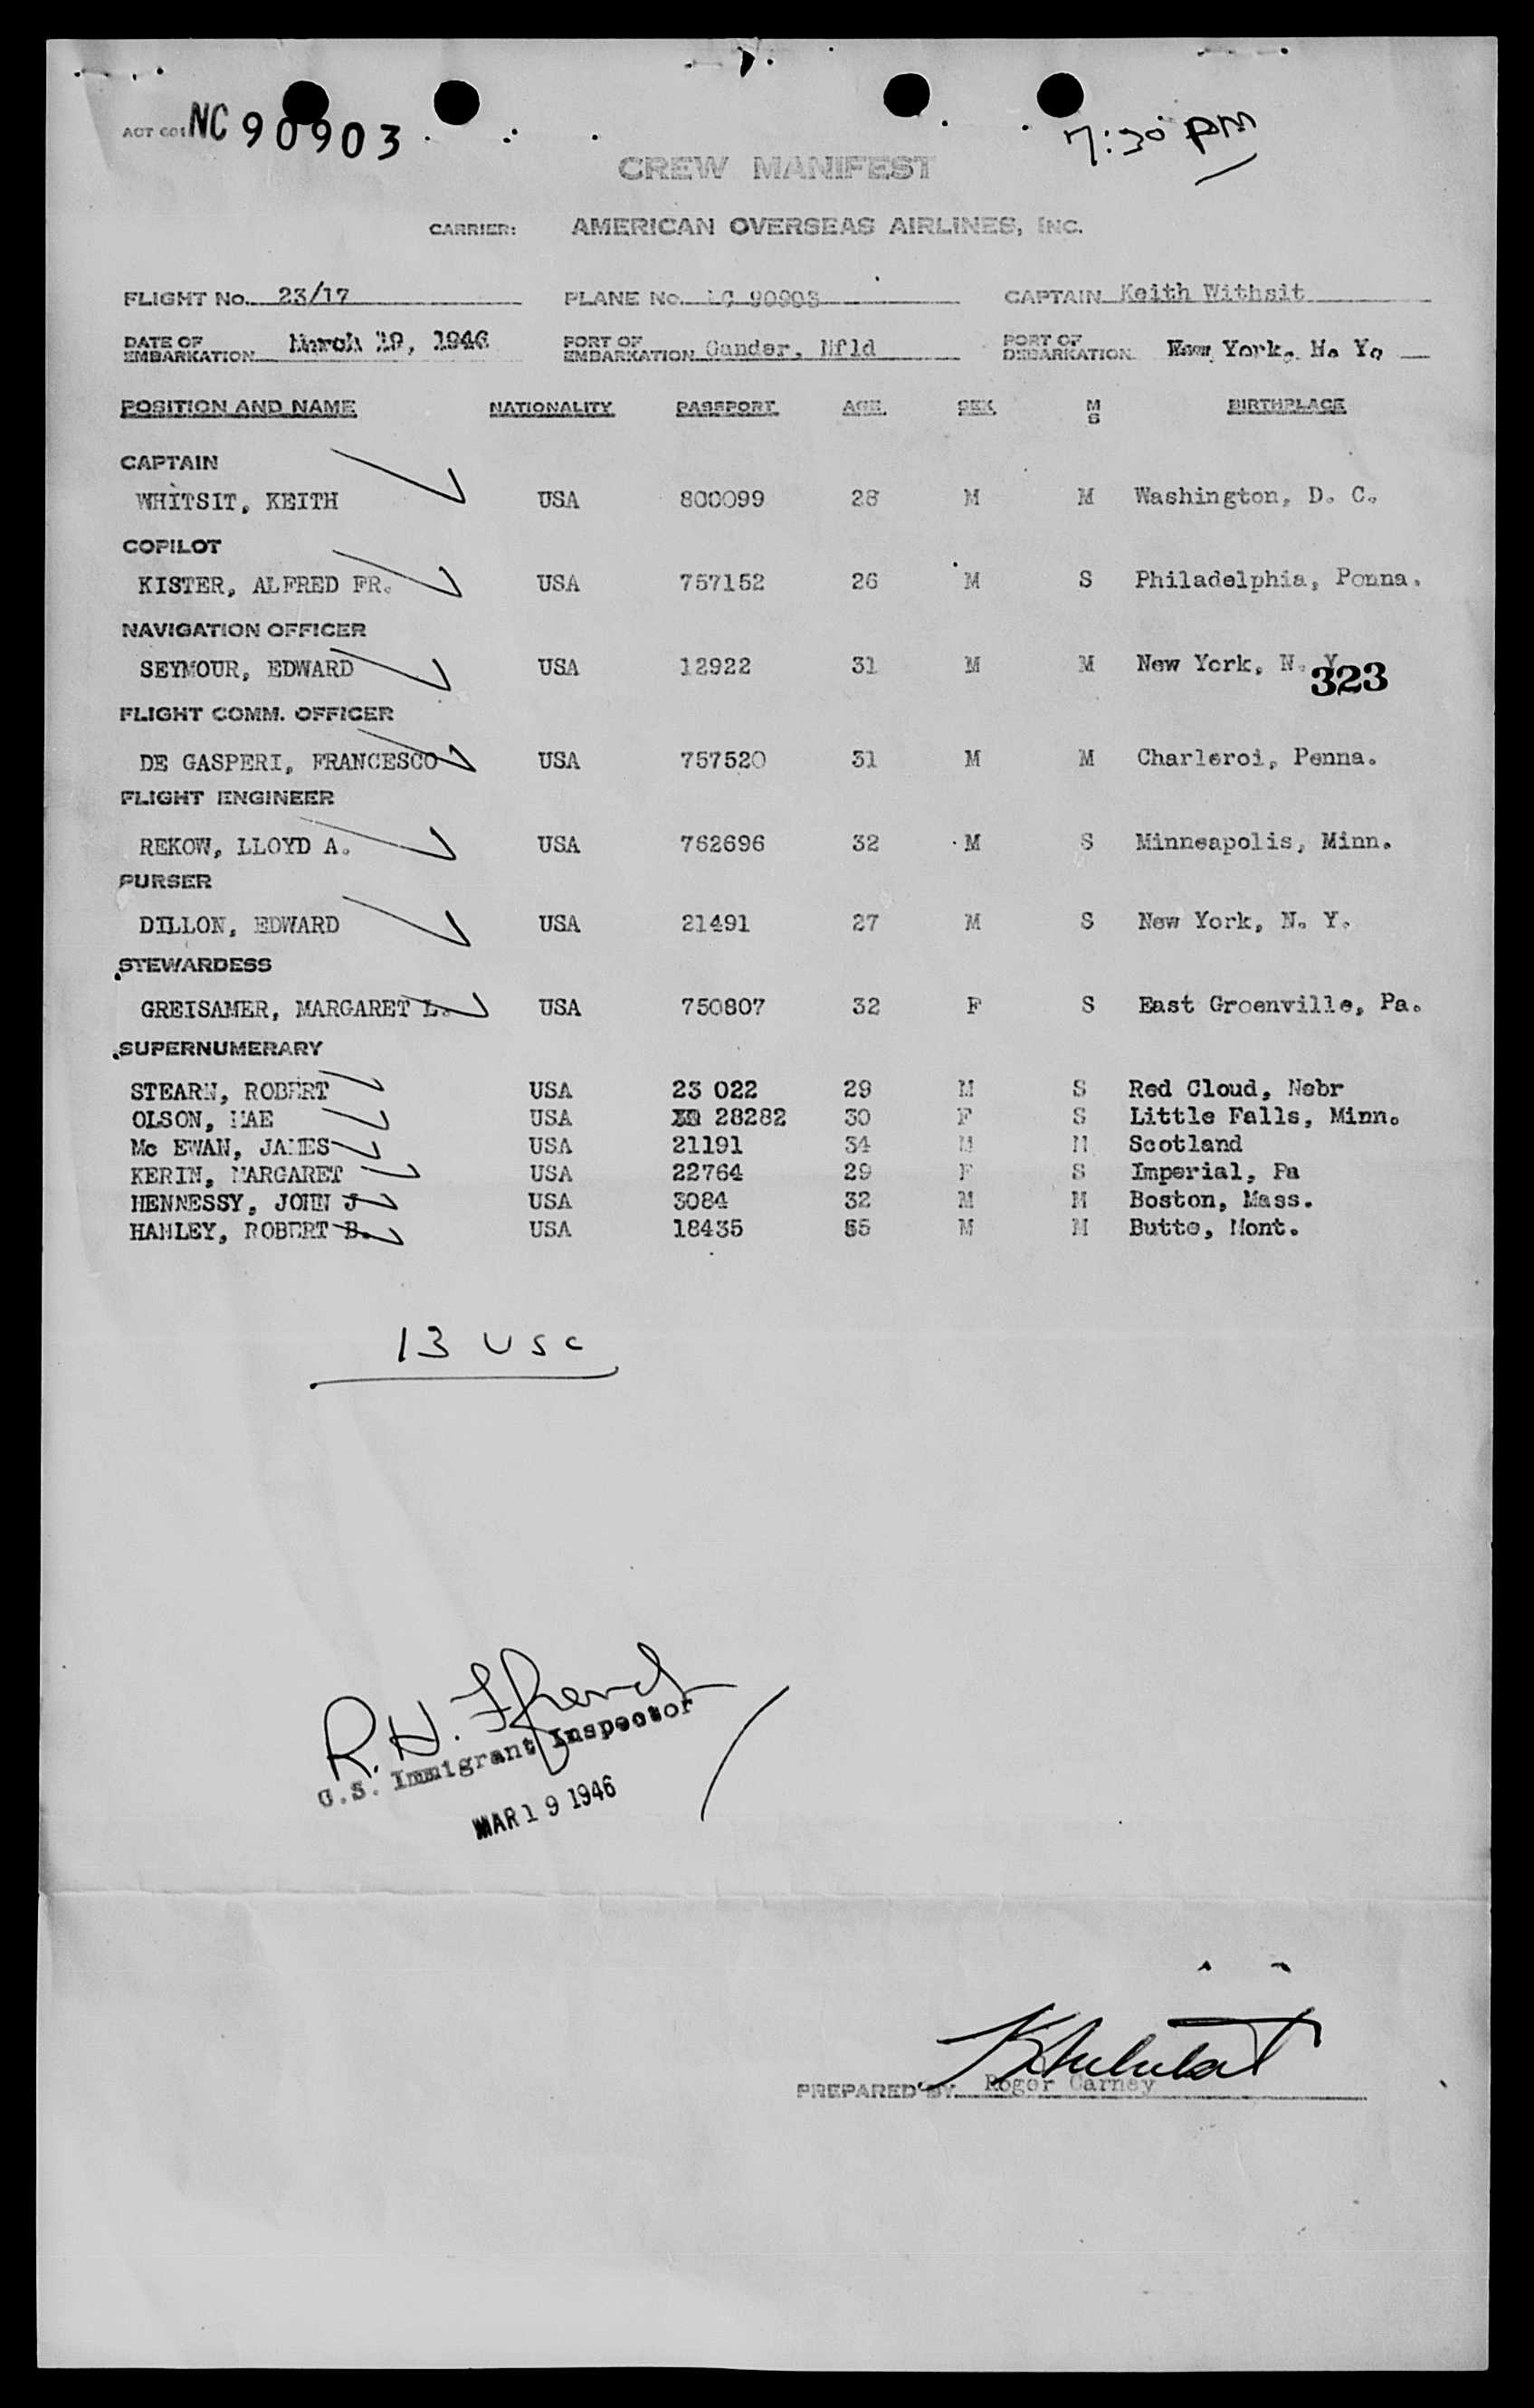 ACT COI NC 90903
7:30 PM
CREW MANIFEST
CARRIER: AMERICAN OVERSEAS AIRLINES, INC.
FLIGHT No. 23/17 PLANE No. NC 90903 CAPTAIN Keith Withsit
DATE OF EMBARKATION March 19, 1946 PORT OF EMBARKATION Gander, Nfld PORT OF DEBARKATION New York, N. Y.
POSITION AND NAME NATIONALITY PASSPORT AGE SEX M S BIRTHPLACE
CAPTAIN
WHITSIT, KEITH USA 800099 28 M M Washington, D. C.
COPILOT
KISTER, ALFRED FR. USA 757152 26 M S Philadelphia, Penna.
NAVIGATION OFFICER
SEYMOUR, EDWARD USA 12922 31 M M New York, N. Y.
323
FLIGHT COMM. OFFICER
DE GASPERI, FRANCESCO USA 757520 31 M M Charleroi, Penna.
FLIGHT ENGINEER
REKOW, LLOYD A. USA 762696 32 M S Minneapolis, Minn.
PURSER
DILLON, EDWARD USA 21491 27 M S New York, N. Y.
STEWARDESS
GREISAMER, MARGARET L. USA 750807 32 F S East Greenville, Pa.
SUPERNUMERARY
STEARN, ROBERT USA 23 022 29 M S Red Cloud, Nebr
OLSON, MAE USA 28282 30 F S Little Falls, Minn.
Mc EWAN, JAMES USA 21191 34 M M Scotland
KERIN, MARGARET USA 22764 29 F S Imperial, Pa
HENNESSY, JOHN J USA 3084 32 M M Boston, Mass.
HANLEY, ROBERT B. USA 18435 35 M M Butte, Mont.
13 USC
R. H. Ffrench
U.S. Immigrant Inspector
MAR 19 1946
PREPARED BY Roger Carney